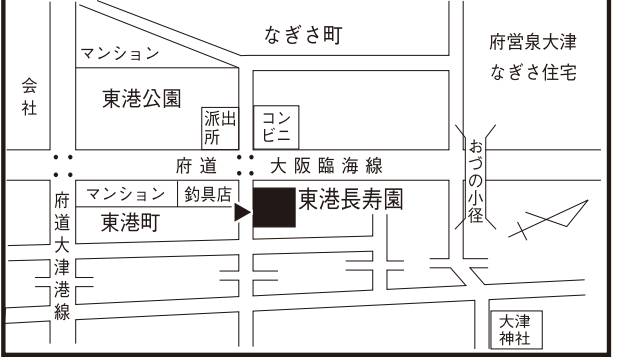 なぎさ町
府営泉大津
なぎさ住宅
マンション
会社
東港公園
派出
所
コン
ビニ
おづの小径
府道 大阪臨海線
マンション
釣具店
東港長寿園
東港町
府道大津港線
大津
神社